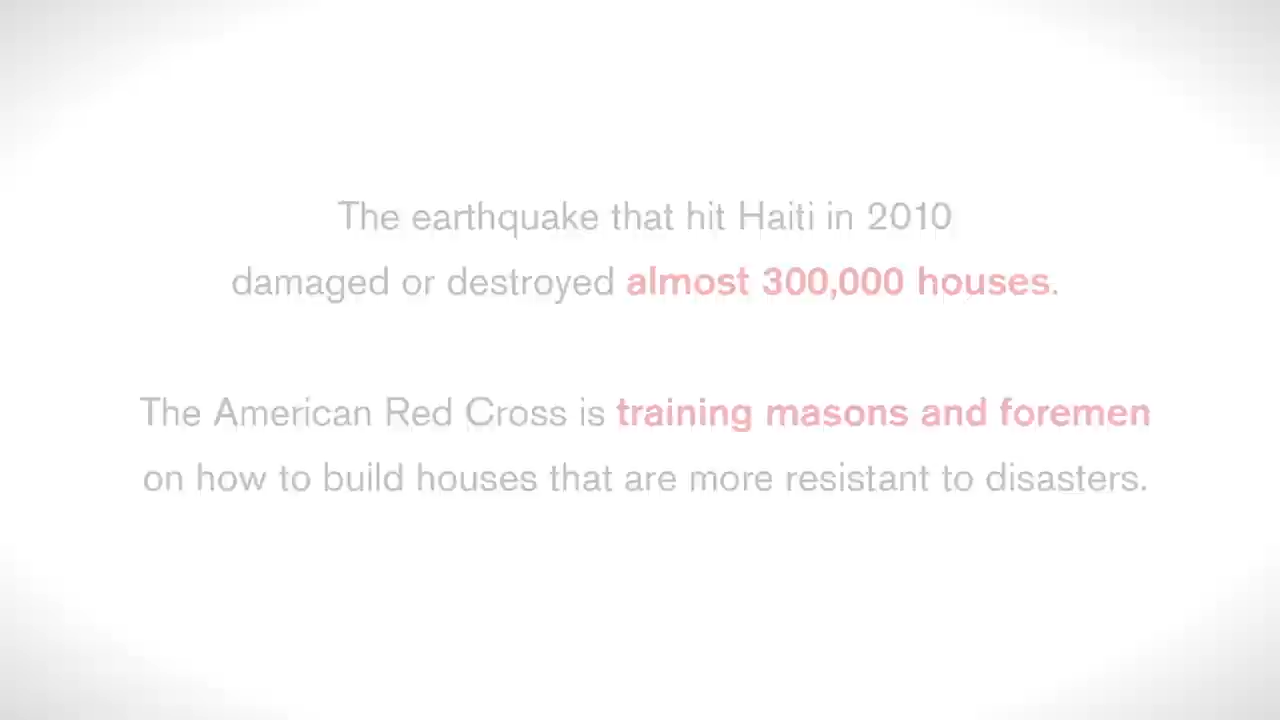 The earthquake that hit Haiti in 2010
damaged or destroyed almost 300,000 houses.
The American Red Cross is training masons and foremen
on how to build houses that are more resistant to disasters.